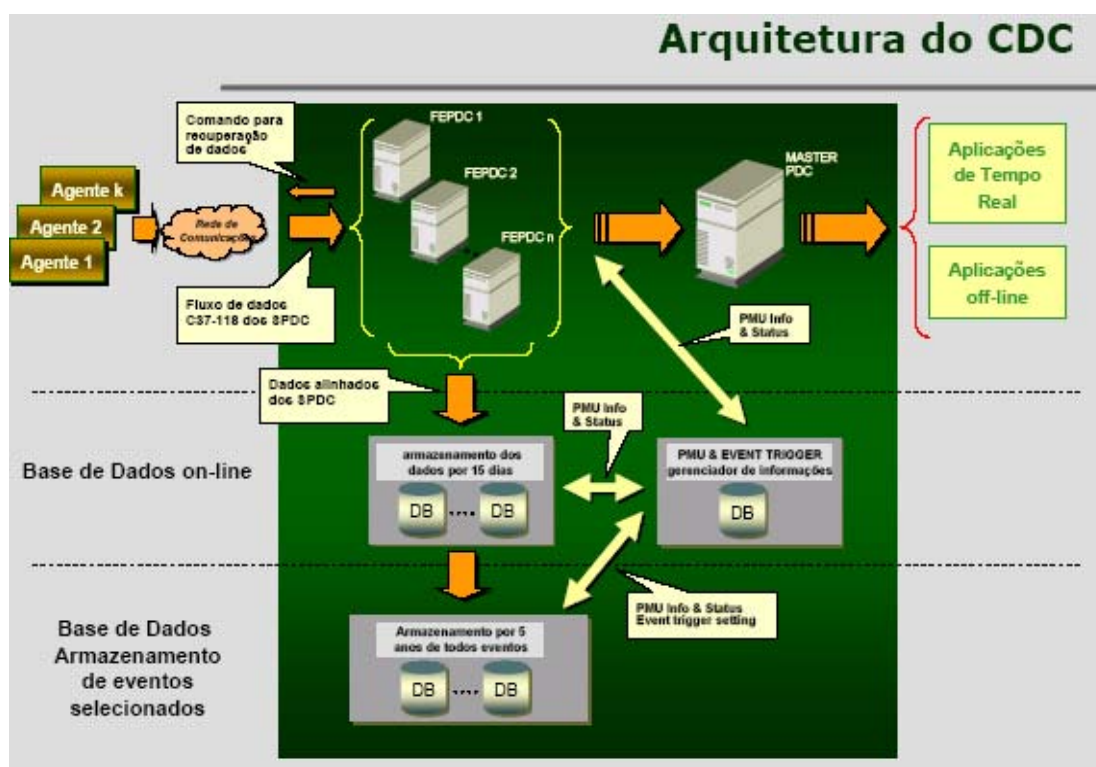 Arquitetura do CDC
Comando para
recuperação
de dados
FEPDC 1
FEPDC 2
FEPDC n
MASTER
PDC
Aplicações
de Tempo
Real
Aplicações
off-line
Agente k
Agente 2
Agente 1
Rede de
Comunicação
Fluxo de dados
C37-118 dos SPDC
PMU Info
& Status
Dados alinhados
dos SPDC
PMU Info
& Status
Base de Dados on-line
armazenamento dos
dados por 15 dias
DB .... DB
PMU & EVENT TRIGGER
gerenciador de informações
DB
PMU Info & Status
Event trigger setting
Base de Dados
Armazenamento
de eventos
selecionados
Armazenamento por 5
anos de todos eventos
DB .... DB